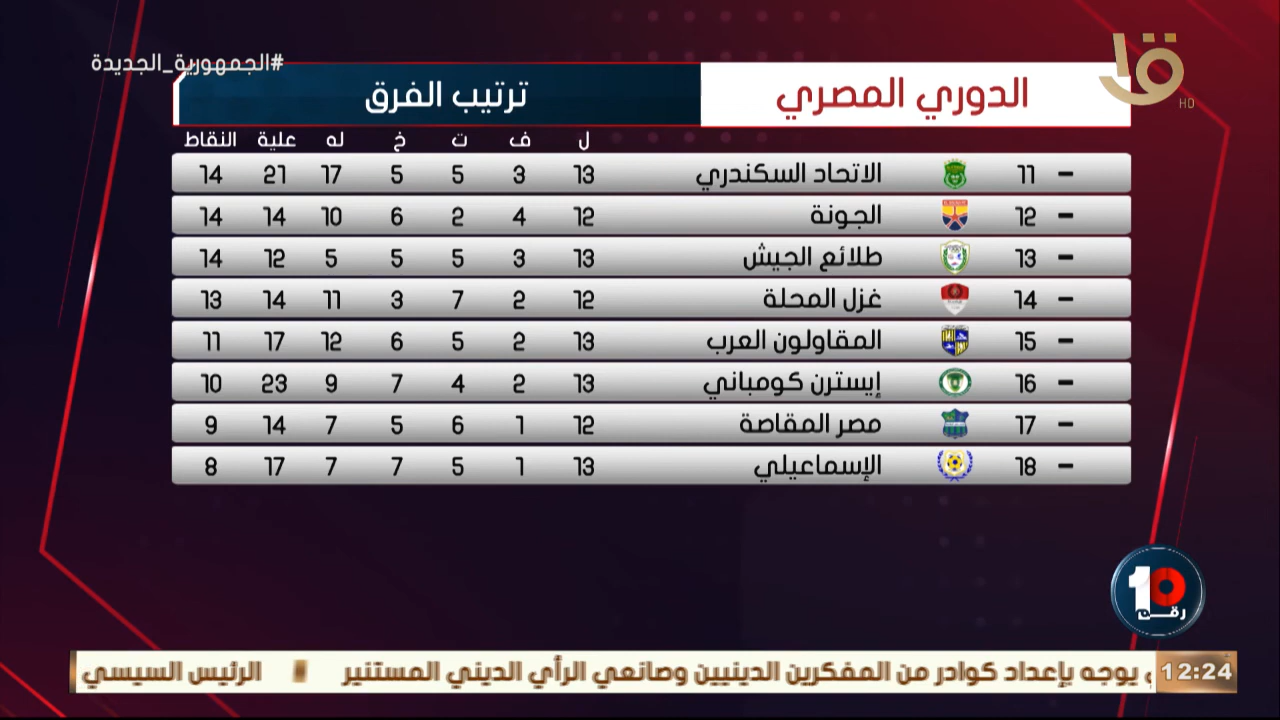 #الجمهورية_الجديدة
HD
الدوري المصري ترتيب الفرق
ل ف ت خ له علية النقاط
- 11 الاتحاد السكندري 13 3 5 5 17 21 14
- 12 الجونة 12 4 2 6 10 14 14
- 13 طلائع الجيش 13 3 5 5 5 12 14
- 14 غزل المحلة 12 2 7 3 11 14 13
- 15 المقاولون العرب 13 2 5 6 12 17 11
- 16 إيسترن كومباني 13 2 4 7 9 23 10
- 17 مصر المقاصة 12 1 6 5 7 14 9
- 18 الإسماعيلي 13 1 5 7 7 17 8
رقم 10
12:24 يوجه بإعداد كوادر من المفكرين الدينيين وصانعي الرأي الديني المستنير الرئيس السيسي